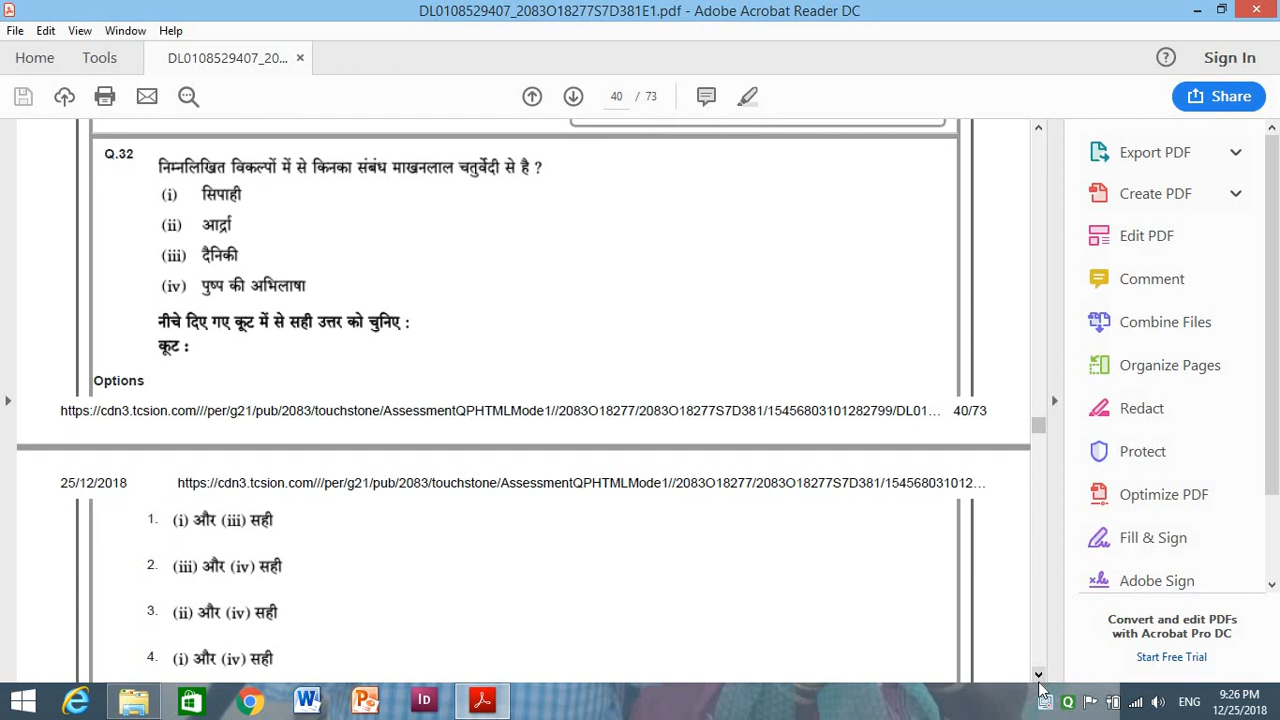 DL0108529407_2083O18277S7D381E1.pdf - Adobe Acrobat Reader DC
File Edit View Window Help
Home Tools DL0108529407_20... × Sign In
40 / 73 Share
Q.32 निम्नलिखित विकल्पों में से किनका संबंध माखनलाल चतुर्वेदी से है ?
(i) सिपाही
(ii) आर्द्रा
(iii) दैनिकी
(iv) पुष्प की अभिलाषा
नीचे दिए गए कूट में से सही उत्तर को चुनिए :
कूट :
Options
https://cdn3.tcsion.com///per/g21/pub/2083/touchstone/AssessmentQPHTMLMode1//2083O18277/2083O18277S7D381/15456803101282799/DL01… 40/73
25/12/2018 https://cdn3.tcsion.com///per/g21/pub/2083/touchstone/AssessmentQPHTMLMode1//2083O18277/2083O18277S7D381/154568031012…
1. (i) और (iii) सही
2. (iii) और (iv) सही
3. (ii) और (iv) सही
4. (i) और (iv) सही
Export PDF
Create PDF
Edit PDF
Comment
Combine Files
Organize Pages
Redact
Protect
Optimize PDF
Fill & Sign
Adobe Sign
Convert and edit PDFs
with Acrobat Pro DC
Start Free Trial
ENG
9:26 PM
12/25/2018